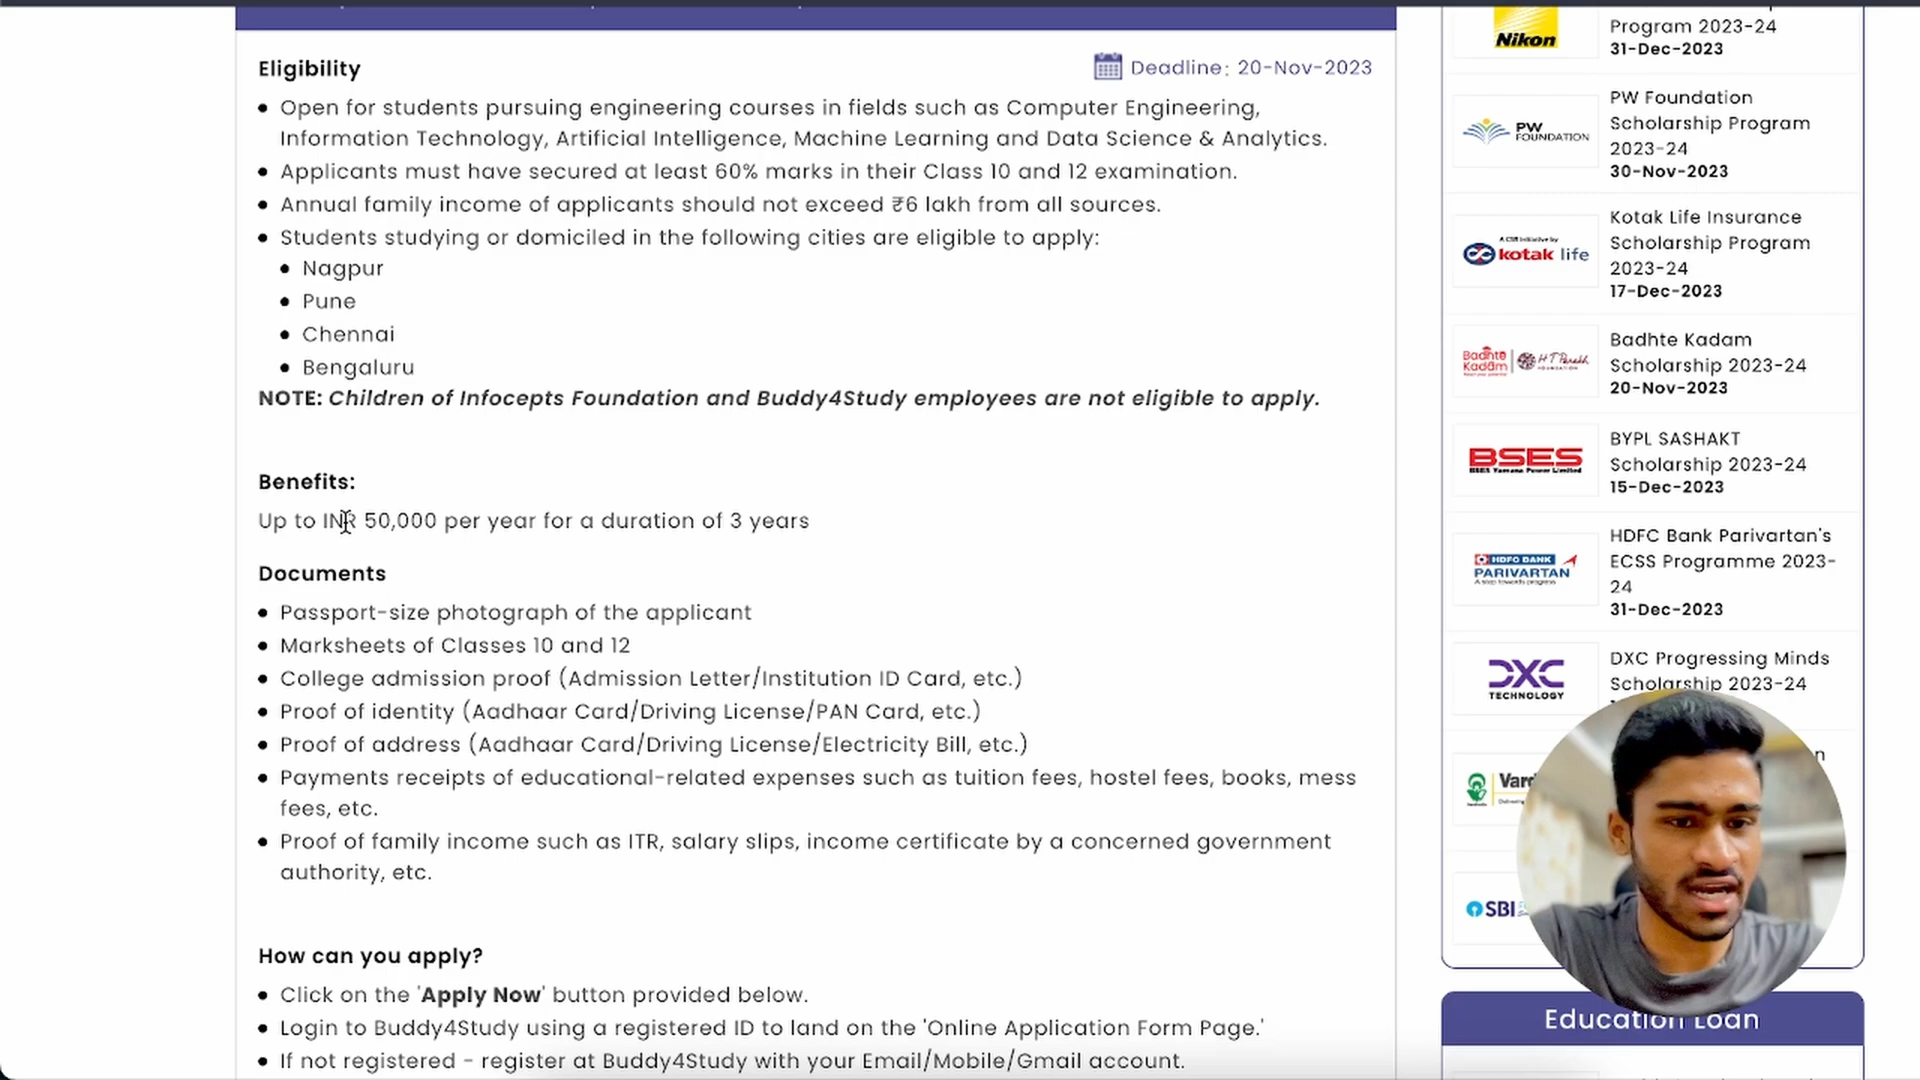 Eligibility
Deadline: 20-Nov-2023
Open for students pursuing engineering courses in fields such as Computer Engineering,
Information Technology, Artificial Intelligence, Machine Learning and Data Science & Analytics.
Applicants must have secured at least 60% marks in their Class 10 and 12 examination.
Annual family income of applicants should not exceed ₹6 lakh from all sources.
Students studying or domiciled in the following cities are eligible to apply:
Nagpur
Pune
Chennai
Bengaluru
NOTE: Children of Infocepts Foundation and Buddy4Study employees are not eligible to apply.
Benefits:
Up to INR 50,000 per year for a duration of 3 years
Documents
Passport-size photograph of the applicant
Marksheets of Classes 10 and 12
College admission proof (Admission Letter/Institution ID Card, etc.)
Proof of identity (Aadhaar Card/Driving License/PAN Card, etc.)
Proof of address (Aadhaar Card/Driving License/Electricity Bill, etc.)
Payments receipts of educational-related expenses such as tuition fees, hostel fees, books, mess
fees, etc.
Proof of family income such as ITR, salary slips, income certificate by a concerned government
authority, etc.
How can you apply?
Click on the 'Apply Now' button provided below.
Login to Buddy4Study using a registered ID to land on the 'Online Application Form Page.'
If not registered - register at Buddy4Study with your Email/Mobile/Gmail account.
Nikon
Program 2023-24
31-Dec-2023
PW
FOUNDATION
PW Foundation
Scholarship Program
2023-24
30-Nov-2023
A CSR Initiative by
kotak life
Kotak Life Insurance
Scholarship Program
2023-24
17-Dec-2023
Badhte
Kadam
H T Parekh
FOUNDATION
Badhte Kadam
Scholarship 2023-24
20-Nov-2023
BSES
BSES Yamuna Power Limited
BYPL SASHAKT
Scholarship 2023-24
15-Dec-2023
HDFC BANK
PARIVARTAN
A step towards progress
HDFC Bank Parivartan's
ECSS Programme 2023-
24
31-Dec-2023
DXC
TECHNOLOGY
DXC Progressing Minds
Scholarship 2023-24
SBI
Education Loan